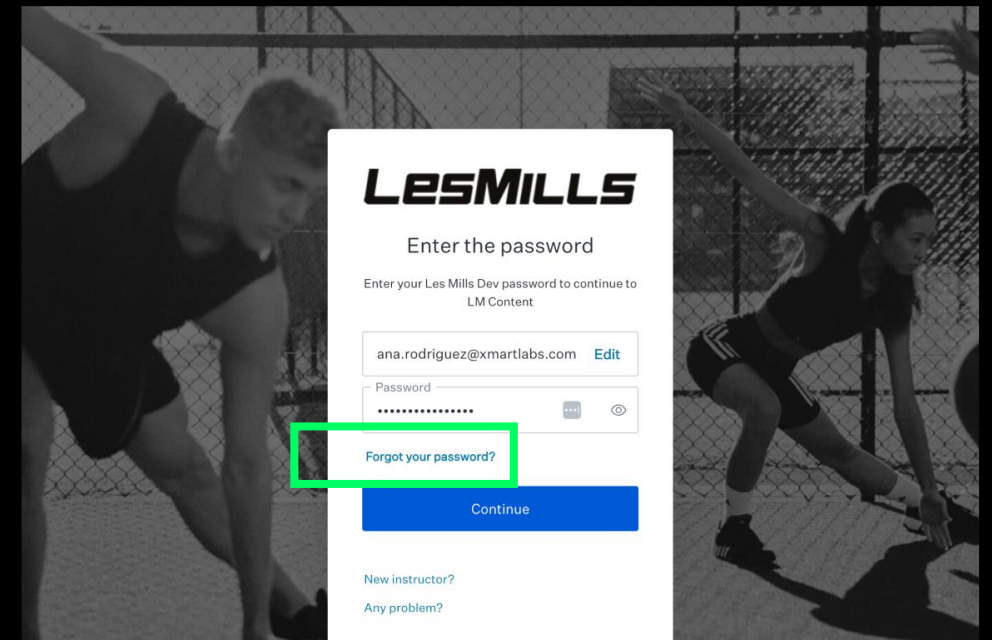 LESMILLS
Enter the password
Enter your Les Mills Dev password to continue to
LM Content
ana.rodriguez@xmartlabs.com Edit
Password
••••••••••••••••
Forgot your password?
Continue
New instructor?
Any problem?